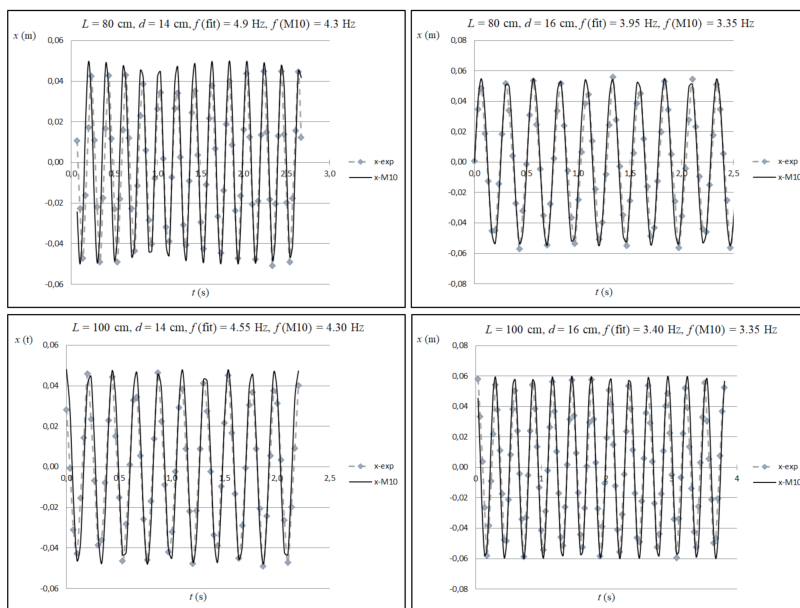 L = 80 cm, d = 14 cm, f (fit) = 4.9 Hz, f (M10) = 4.3 Hz
x (m)
0,06
0,04
0,02
0,00
0,0 0,5 1,0 1,5 2,0 2,5 3,0
-0,02
-0,04
-0,06
t (s)
x-exp
x-M10
L = 80 cm, d = 16 cm, f (fit) = 3.95 Hz, f (M10) = 3.35 Hz
x (m)
0,08
0,06
0,04
0,02
0,00
0,0 0,5 1,0 1,5 2,0 2,5
-0,02
-0,04
-0,06
-0,08
t (s)
x-exp
x-M10
L = 100 cm, d = 14 cm, f (fit) = 4.55 Hz, f (M10) = 4.30 Hz
x (t)
0,06
0,04
0,02
0,00
0,0 0,5 1,0 1,5 2,0 2,5
-0,02
-0,04
-0,06
t (s)
x-exp
x-M10
L = 100 cm, d = 16 cm, f (fit) = 3.40 Hz, f (M10) = 3.35 Hz
x (m)
0,08
0,06
0,04
0,02
0,00
0 1 2 3 4
-0,02
-0,04
-0,06
-0,08
t (s)
x-exp
x-M10